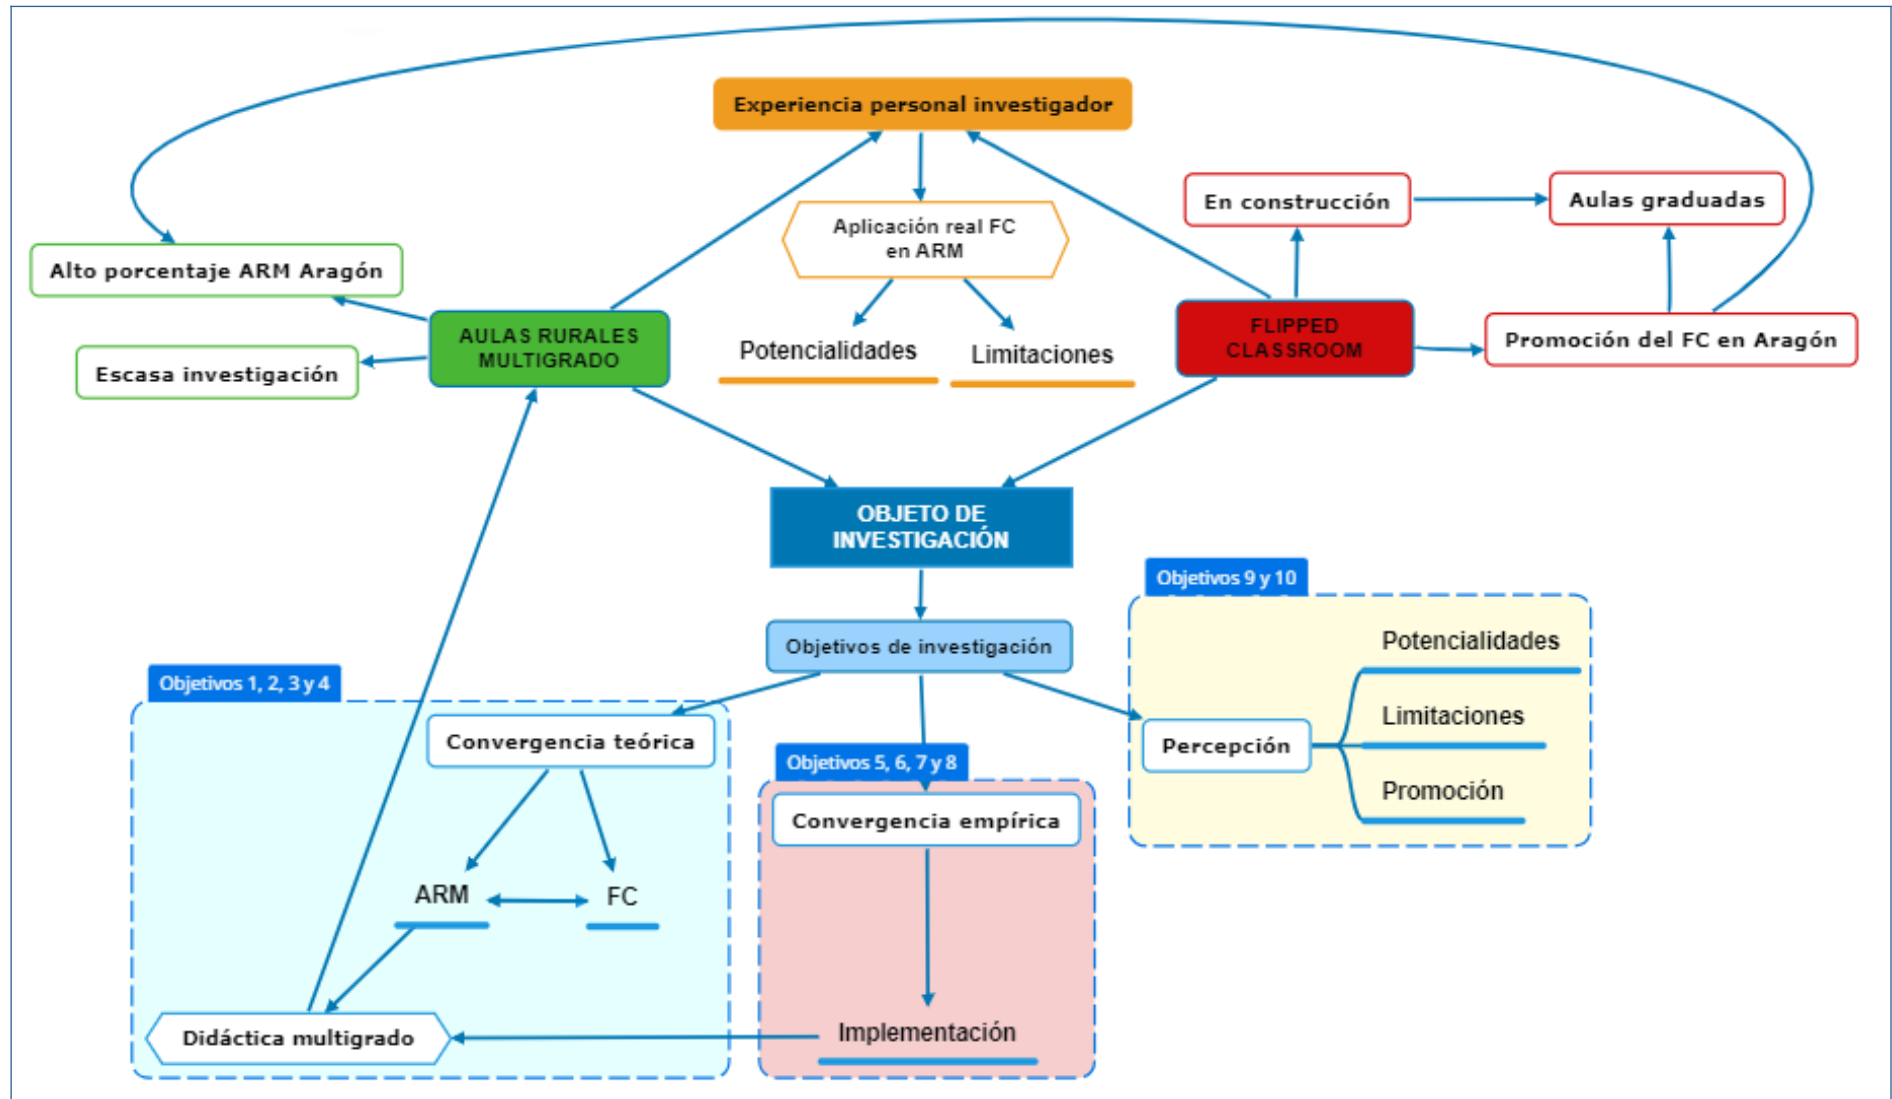 Experiencia personal investigador
En construcción
Aulas graduadas
Aplicación real FC
en ARM
Alto porcentaje ARM Aragón
AULAS RURALES
MULTIGRADO
FLIPPED
CLASSROOM
Promoción del FC en Aragón
Potencialidades
Limitaciones
Escasa investigación
OBJETO DE
INVESTIGACIÓN
Objetivos 9 y 10
Objetivos de investigación
Potencialidades
Limitaciones
Promoción
Percepción
Objetivos 1, 2, 3 y 4
Convergencia teórica
Objetivos 5, 6, 7 y 8
Convergencia empírica
ARM
FC
Didáctica multigrado
Implementación